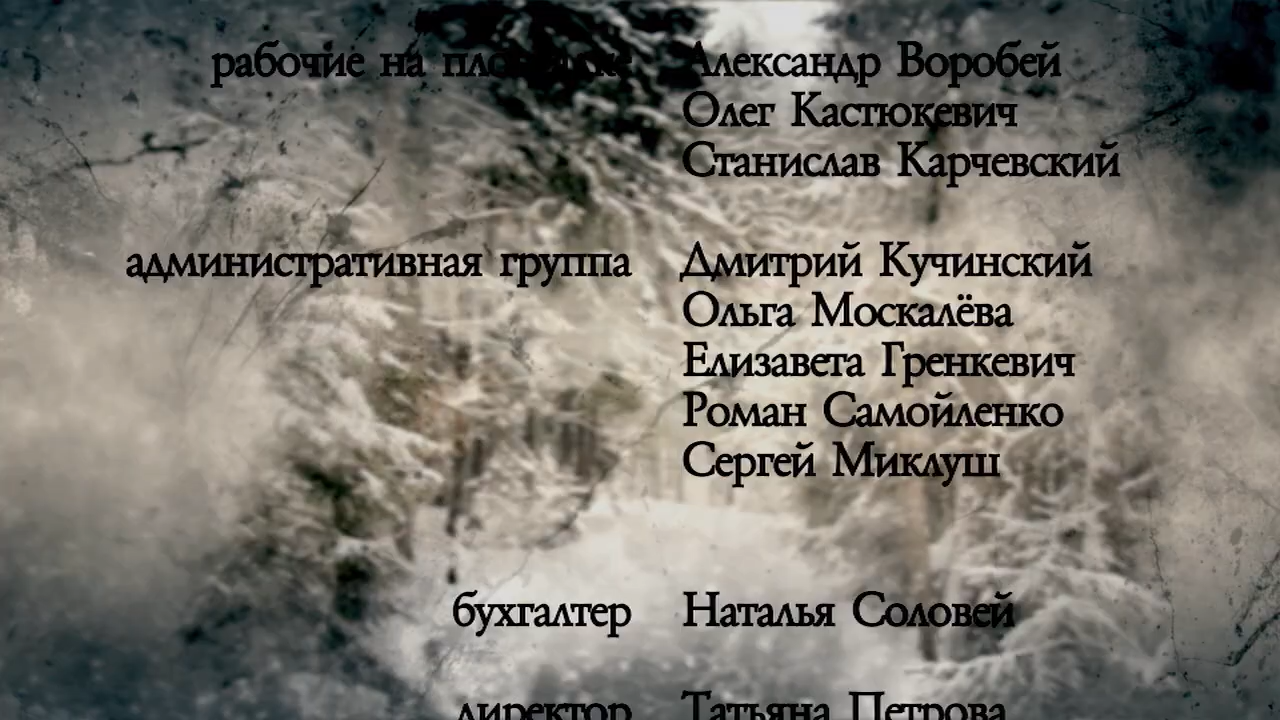 рабочие на площадке Александр Воробей
Олег Кастюкевич
Станислав Карчевский
административная группа Дмитрий Кучинский
Ольга Москалёва
Елизавета Гренкевич
Роман Самойленко
Сергей Миклуш
бухгалтер Наталья Соловей
директор Татьяна Петрова